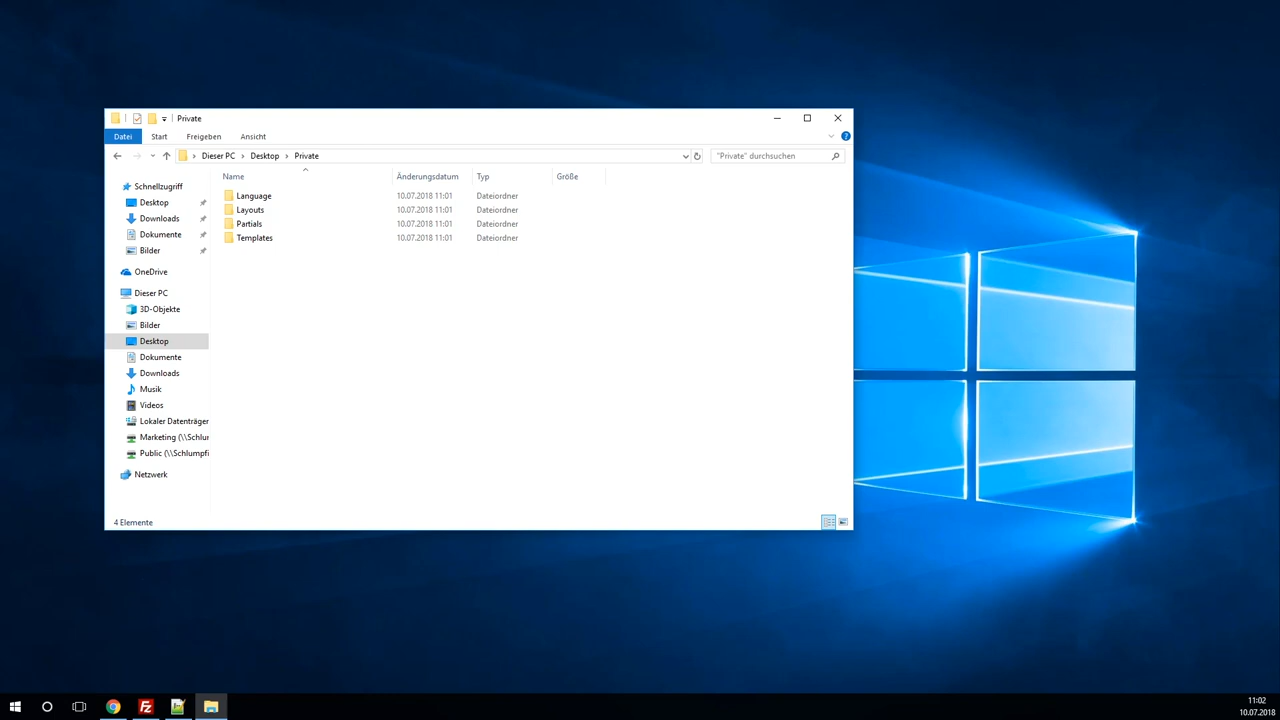 Private
Datei Start Freigeben Ansicht
Dieser PC Desktop Private "Private" durchsuchen
Name Änderungsdatum Typ Größe
Schnellzugriff
Desktop
Downloads
Dokumente
Bilder
OneDrive
Dieser PC
3D-Objekte
Bilder
Desktop
Dokumente
Downloads
Musik
Videos
Lokaler Datenträger
Marketing (\\Schlur
Public (\\Schlumpfi
Netzwerk
Language 10.07.2018 11:01 Dateiordner
Layouts 10.07.2018 11:01 Dateiordner
Partials 10.07.2018 11:01 Dateiordner
Templates 10.07.2018 11:01 Dateiordner
4 Elemente
Fz
11:02
10.07.2018